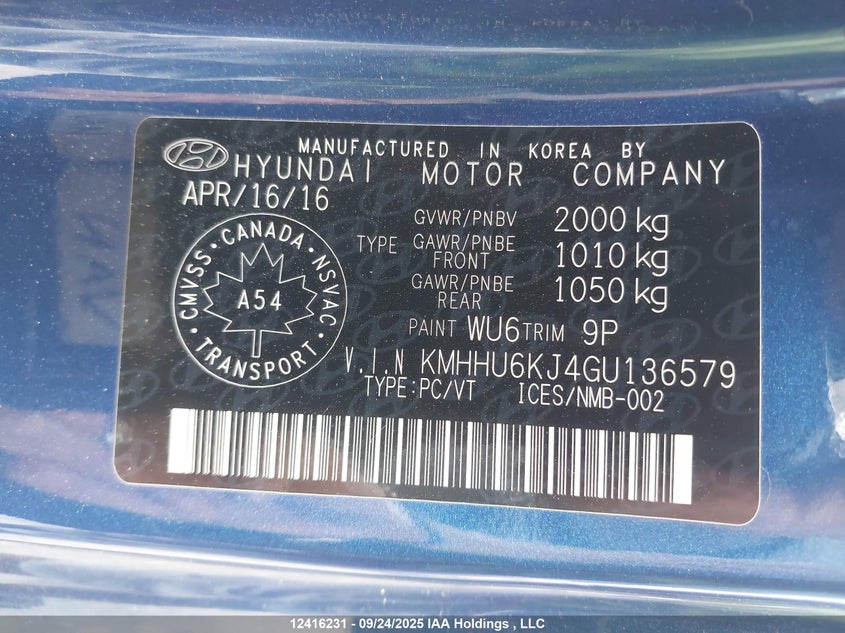 MANUFACTURED IN KOREA BY
HYUNDAI MOTOR COMPANY
APR/16/16
GVWR/PNBV 2000 kg
TYPE GAWR/PNBE FRONT 1010 kg
GAWR/PNBE REAR 1050 kg
CMVSS · CANADA · NSVAC
A54
TRANSPORT
PAINT WU6 TRIM 9P
V.I.N KMHHU6KJ4GU136579
TYPE:PC/VT ICES/NMB-002
12416231 - 09/24/2025 IAA Holdings , LLC